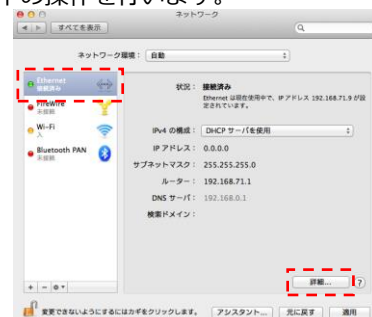 下の操作を行います。
ネットワーク
すべてを表示
ネットワーク環境： 自動
Ethernet
接続済み
FireWire
未接続
Wi-Fi
入
Bluetooth PAN
未接続
状況： 接続済み
Ethernet は現在使用中で、IP アドレス 192.168.71.9 が設
定されています。
IPv4 の構成： DHCP サーバを使用
IP アドレス： 0.0.0.0
サブネットマスク： 255.255.255.0
ルーター： 192.168.71.1
DNS サーバ： 192.168.0.1
検索ドメイン：
詳細... ?
変更できないようにするにはカギをクリックします。 アシスタント... 元に戻す 適用